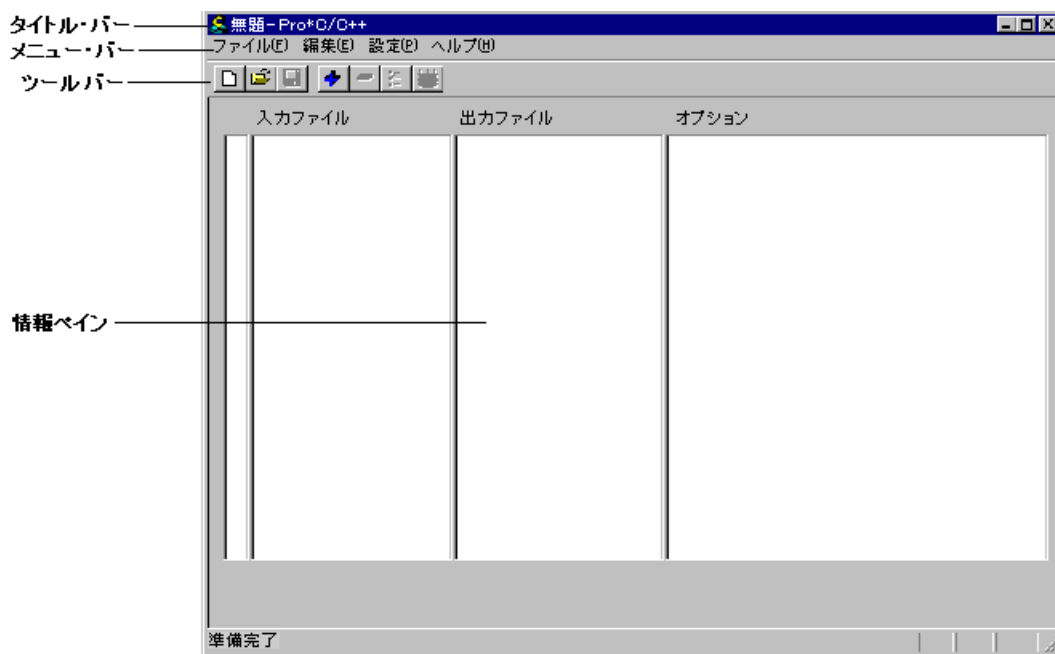 タイトル・バー
無題-Pro*C/C++
メニュー・バー
ファイル(F) 編集(E) 設定(P) ヘルプ(H)
ツールバー
入力ファイル 出力ファイル オプション
情報ペイン
準備完了